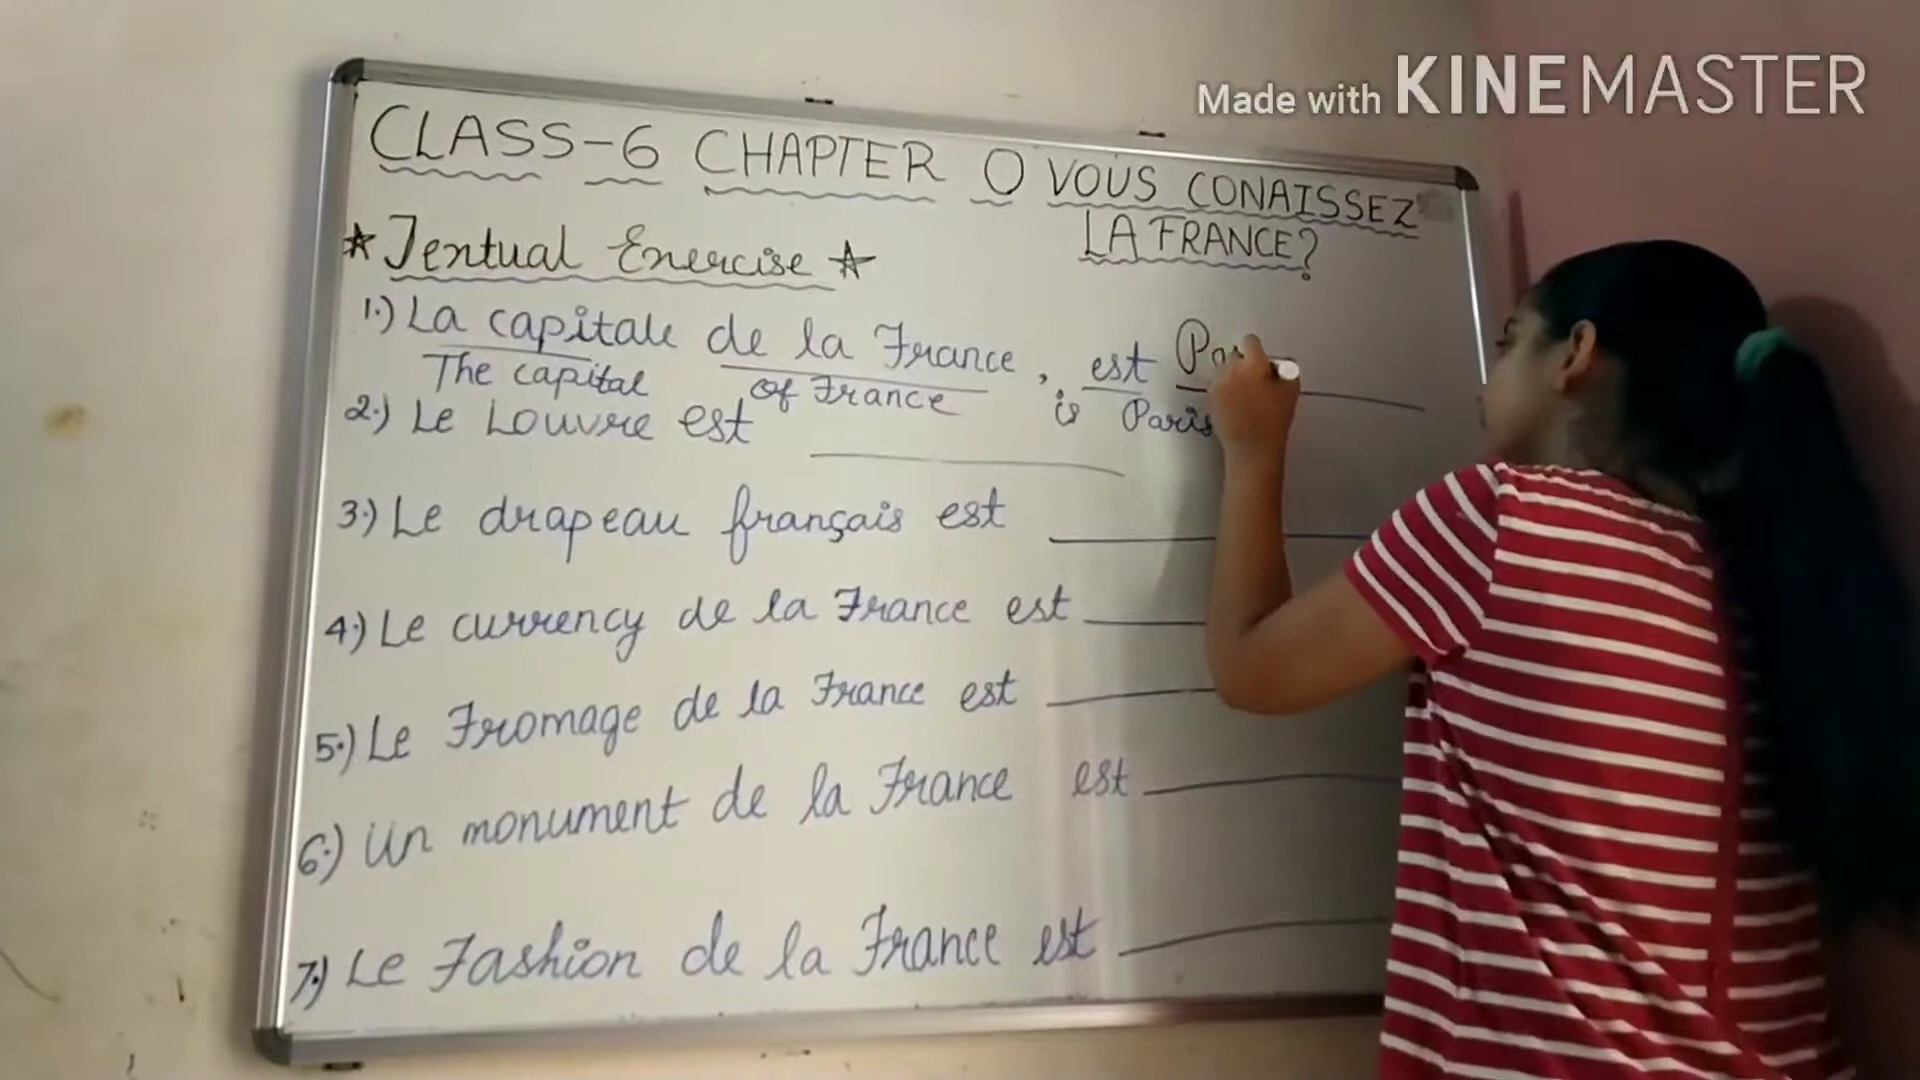 Made with KINEMASTER
CLASS-6 CHAPTER 0 VOUS CONAISSEZ
LA FRANCE?
★ Textual Exercise ★
1.) La capitale de la France, est Par
The capital of France is Paris
2.) Le Louvre est
3.) Le drapeau français est
4.) Le currency de la France est
5.) Le Fromage de la France est
6.) Un monument de la France est
7.) Le Fashion de la France est